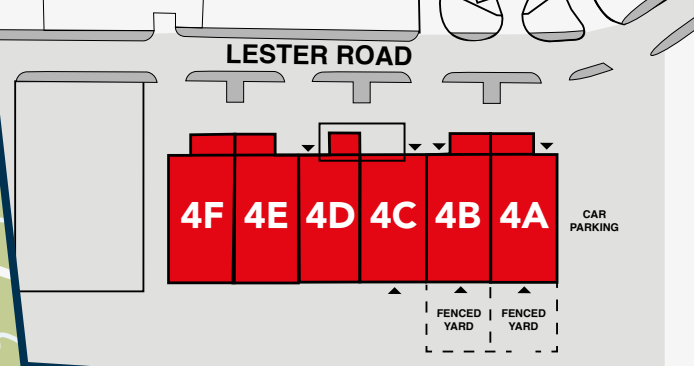 LESTER ROAD
4F 4E 4D 4C 4B 4A
CAR
PARKING
FENCED
YARD
FENCED
YARD